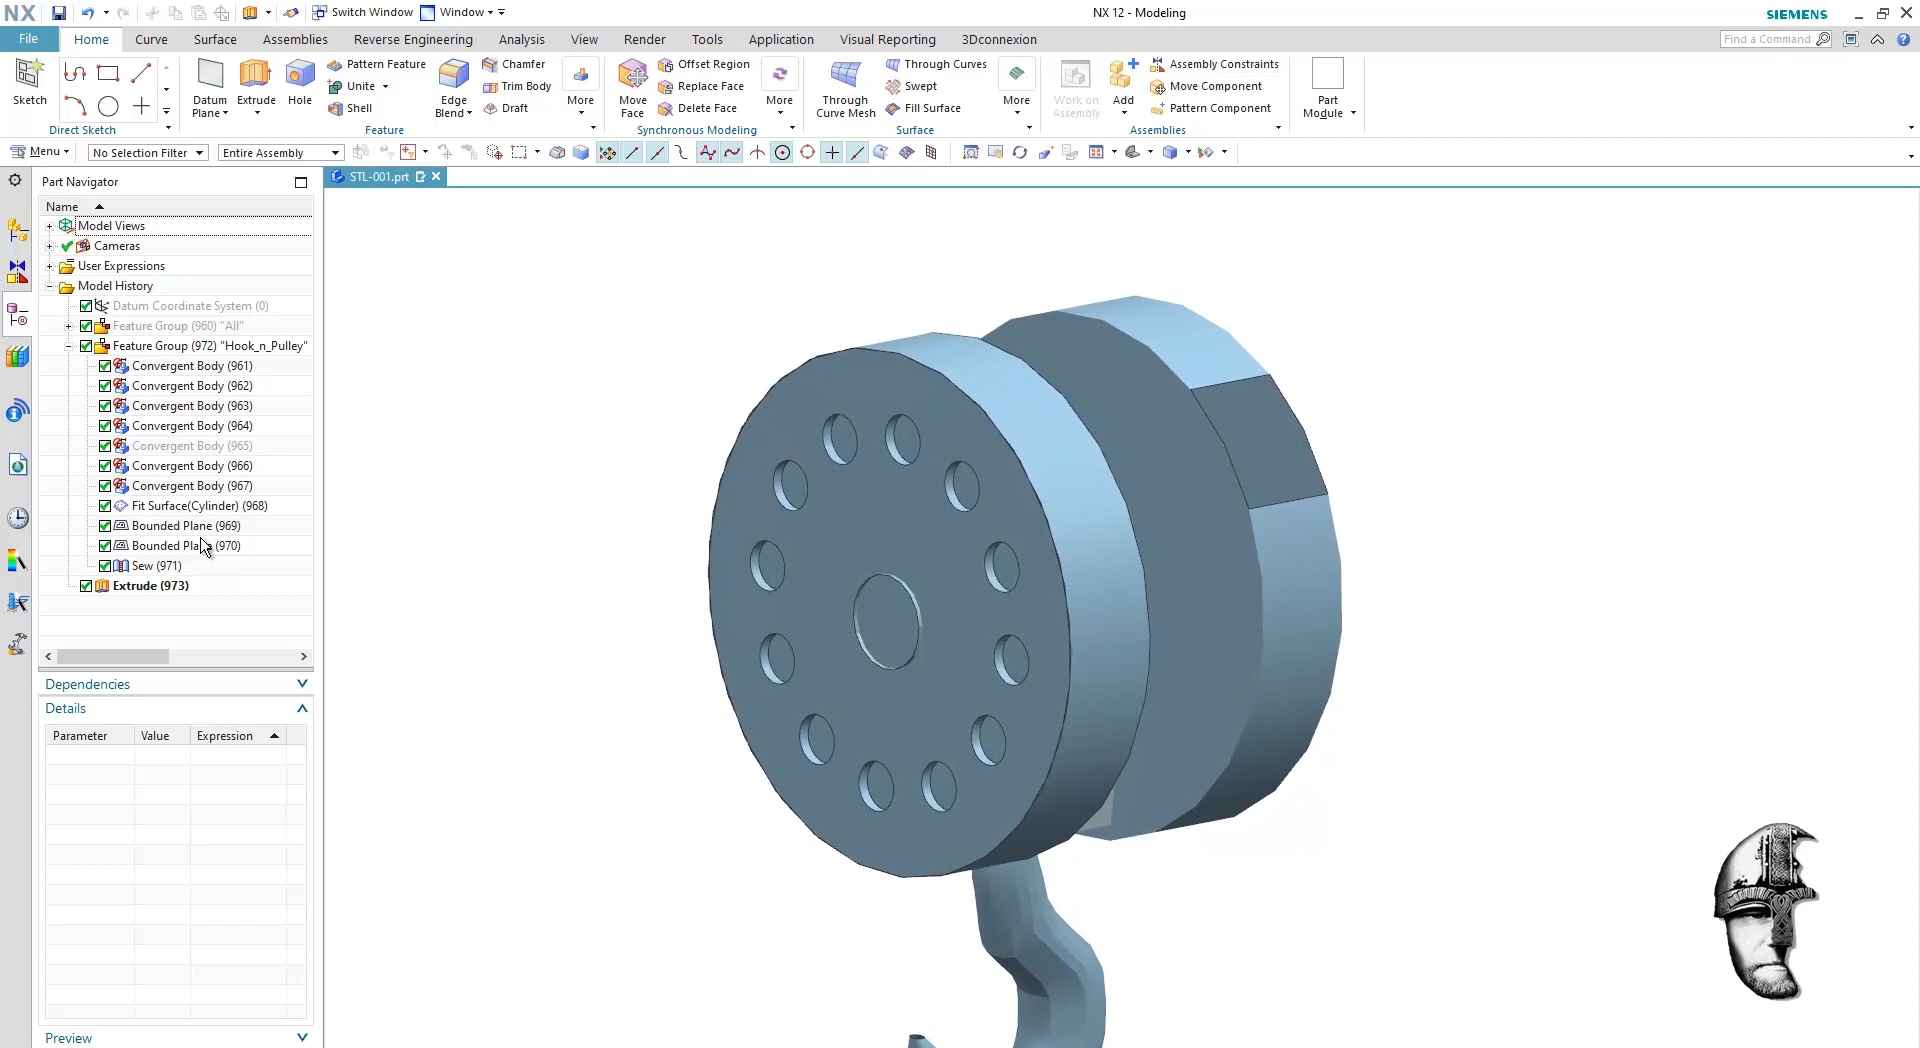 NX Switch Window Window NX 12 - Modeling SIEMENS
File Home Curve Surface Assemblies Reverse Engineering Analysis View Render Tools Application Visual Reporting 3Dconnexion Find a Command
Sketch
Direct Sketch
Datum Plane Extrude Hole
Pattern Feature
Unite
Shell
Edge Blend
Chamfer
Trim Body
Draft
More
Feature
Move Face
Offset Region
Replace Face
Delete Face
More
Synchronous Modeling
Through Curve Mesh
Through Curves
Swept
Fill Surface
More
Surface
Work on Assembly
Add
Assembly Constraints
Move Component
Pattern Component
Assemblies
Part Module
Menu No Selection Filter Entire Assembly
Part Navigator
STL-001.prt
Name
Model Views
Cameras
User Expressions
Model History
Datum Coordinate System (0)
Feature Group (960) "All"
Feature Group (972) "Hook_n_Pulley"
Convergent Body (961)
Convergent Body (962)
Convergent Body (963)
Convergent Body (964)
Convergent Body (965)
Convergent Body (966)
Convergent Body (967)
Fit Surface(Cylinder) (968)
Bounded Plane (969)
Bounded Plane (970)
Sew (971)
Extrude (973)
Dependencies
Details
Parameter Value Expression
Preview